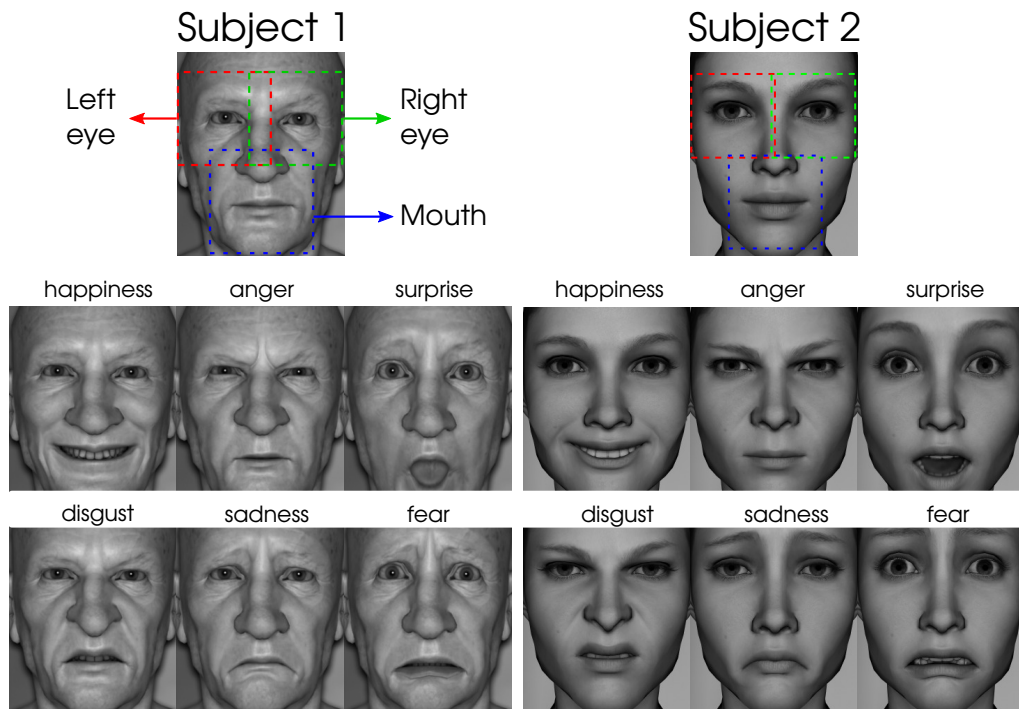 Subject 1
Subject 2
Left
eye
Right
eye
Mouth
happiness
anger
surprise
happiness
anger
surprise
disgust
sadness
fear
disgust
sadness
fear